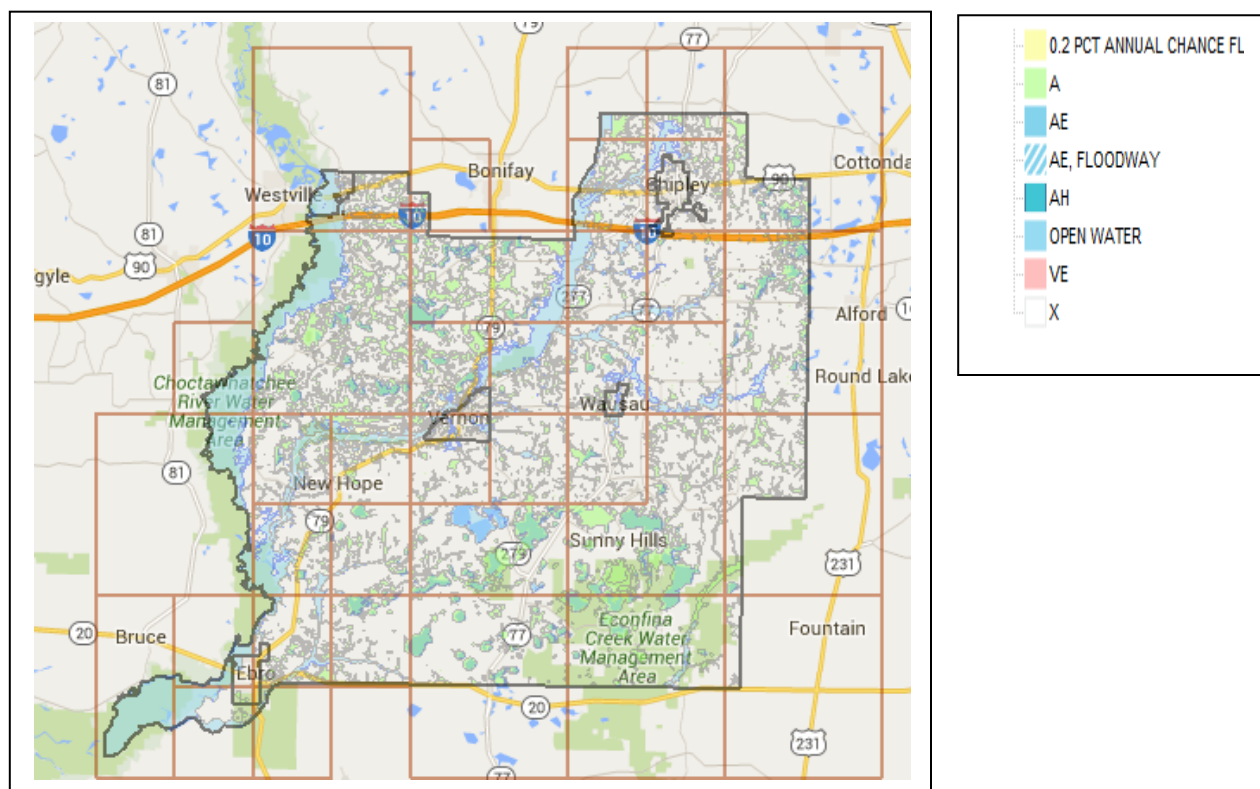 79
77
81
Cottonda
Bonifay
Westville
Chipley
90
10
10
10
81
90
gyle
277
77
79
Alford
10
Round Lake
Choctawhatchee
River Water
Management
Area
Wausau
Vernon
81
New Hope
79
279
Sunny Hills
231
20
Bruce
77
Econfina
Creek Water
Management
Area
Fountain
Ebro
20
231
77
0.2 PCT ANNUAL CHANCE FL
A
AE
AE, FLOODWAY
AH
OPEN WATER
VE
X